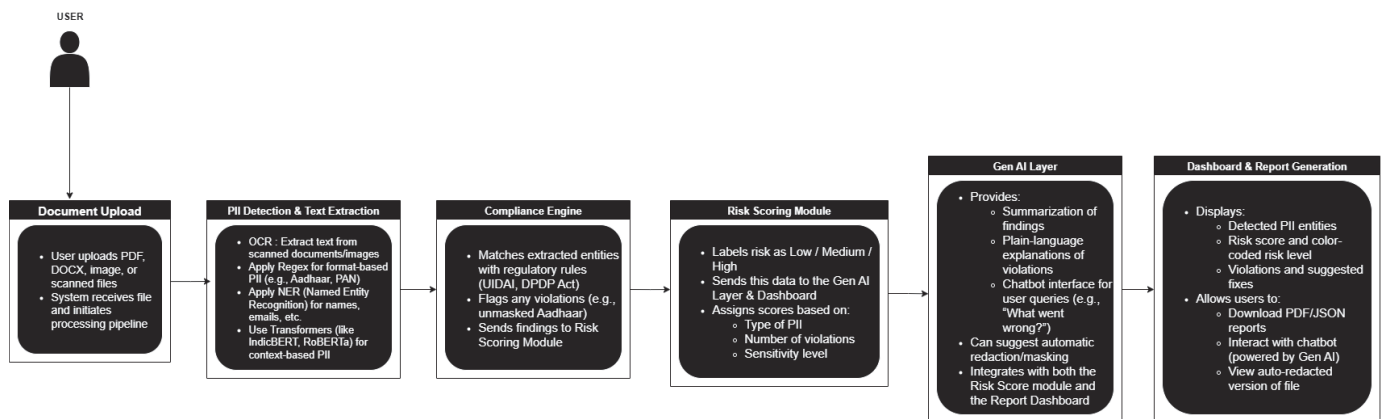 USER
Document Upload
User uploads PDF,
DOCX, image, or
scanned files
System receives file
and initiates
processing pipeline
PII Detection & Text Extraction
OCR : Extract text from
scanned documents/images
Apply Regex for format-based
PII (e.g., Aadhaar, PAN)
Apply NER (Named Entity
Recognition) for names,
emails, etc.
Use Transformers (like
IndicBERT, RoBERTa) for
context-based PII
Compliance Engine
Matches extracted entities
with regulatory rules
(UIDAI, DPDP Act)
Flags any violations (e.g.,
unmasked Aadhaar)
Sends findings to Risk
Scoring Module
Risk Scoring Module
Labels risk as Low / Medium /
High
Sends this data to the Gen AI
Layer & Dashboard
Assigns scores based on:
Type of PII
Number of violations
Sensitivity level
Gen AI Layer
Provides:
Summarization of
findings
Plain-language
explanations of
violations
Chatbot interface for
user queries (e.g.,
“What went
wrong?”)
Can suggest automatic
redaction/masking
Integrates with both the
Risk Score module and
the Report Dashboard
Dashboard & Report Generation
Displays:
Detected PII entities
Risk score and color-
coded risk level
Violations and suggested
fixes
Allows users to:
Download PDF/JSON
reports
Interact with chatbot
(powered by Gen AI)
View auto-redacted
version of file